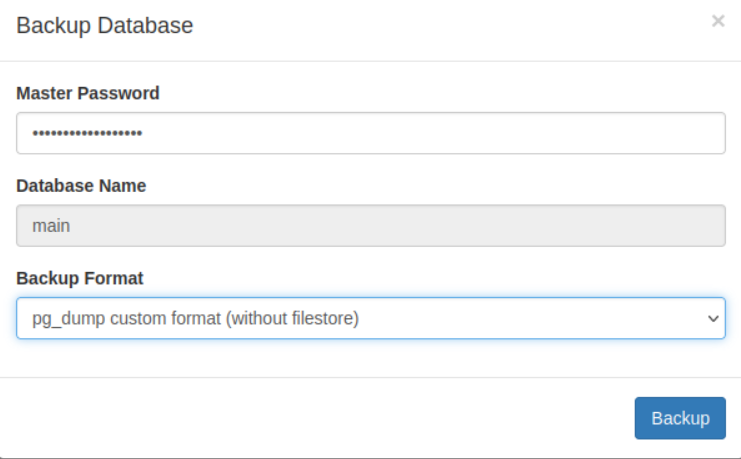 Backup Database
×
Master Password
••••••••••••••••••
Database Name
main
Backup Format
pg_dump custom format (without filestore)
Backup